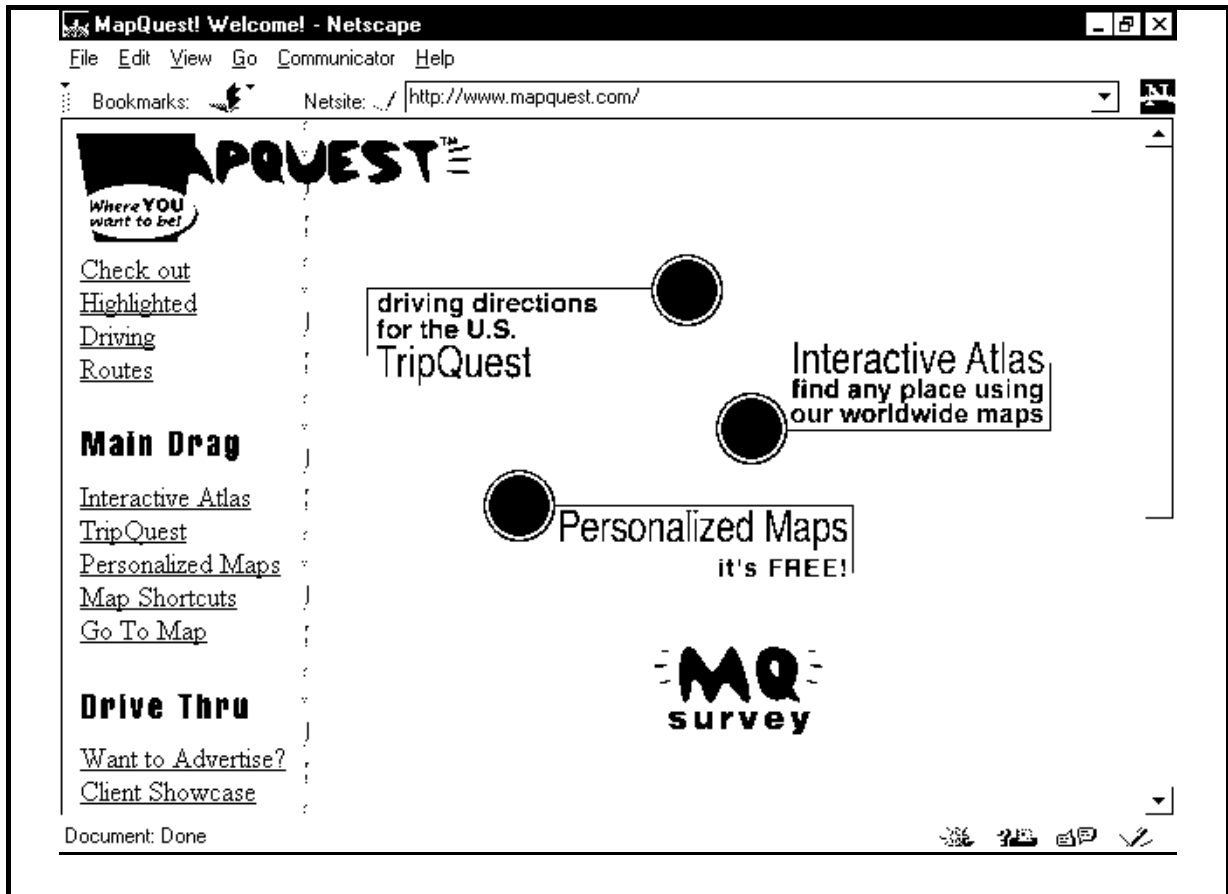 MapQuest! Welcome! - Netscape
File Edit View Go Communicator Help
Bookmarks: Netsite: http://www.mapquest.com/
MAPQUEST™
Where YOU
want to be!
Check out
Highlighted
Driving
Routes
Main Drag
Interactive Atlas
TripQuest
Personalized Maps
Map Shortcuts
Go To Map
Drive Thru
Want to Advertise?
Client Showcase
driving directions
for the U.S.
TripQuest
Interactive Atlas
find any place using
our worldwide maps
Personalized Maps
it's FREE!
MQ
survey
N
Document: Done